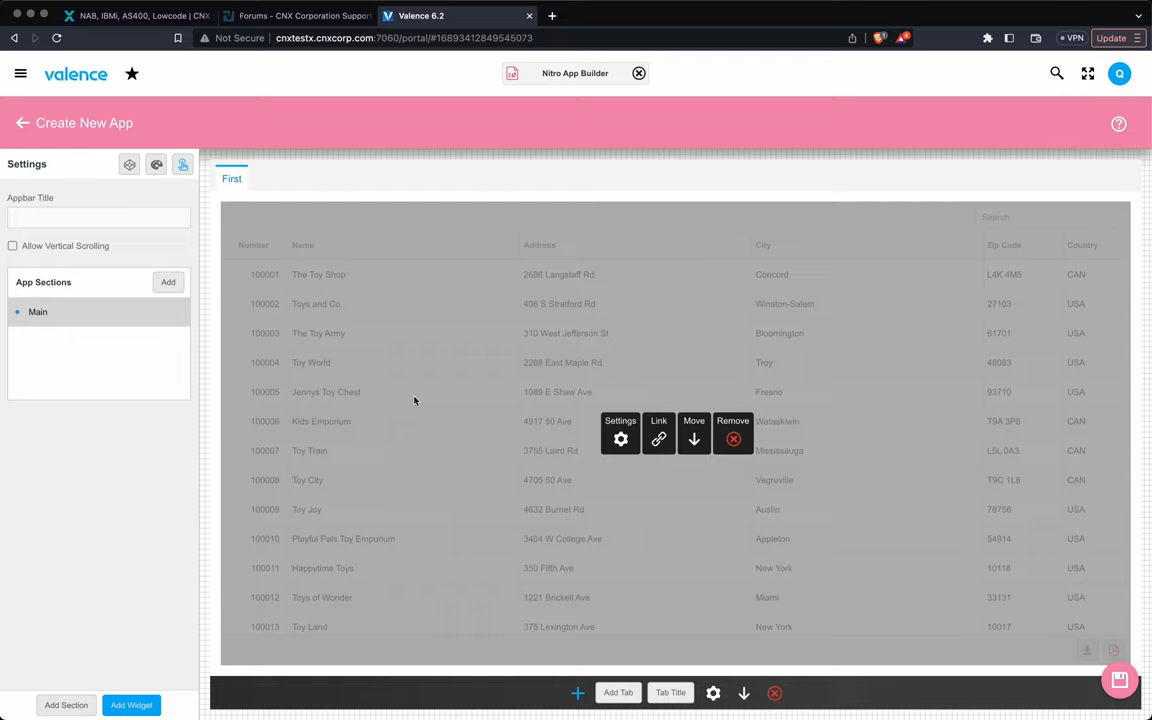 NAB, IBMi, AS400, Lowcode | CNX
Forums - CNX Corporation Support
Valence 6.2
Not Secure cnxtestx.cnxcorp.com:7060/portal/#16893412849545073
VPN
Update
valence
Nitro App Builder
Q
Create New App
Settings
Appbar Title
Allow Vertical Scrolling
App Sections
Add
Main
First
Search
Number Name Address City Zip Code Country
100001 The Toy Shop 2686 Langstaff Rd Concord L4K 4M5 CAN
100002 Toys and Co 406 S Stratford Rd Winston-Salem 27103 USA
100003 The Toy Army 310 West Jefferson St Bloomington 61701 USA
100004 Toy World 2288 East Maple Rd Troy 48083 USA
100005 Jennys Toy Chest 1089 E Shaw Ave Fresno 93710 USA
100006 Kids Emporium 4917 50 Ave Wetaskiwin T9A 3P8 CAN
100007 Toy Train 3755 Laird Rd Mississauga L5L 0A3 CAN
100008 Toy City 4705 50 Ave Vegreville T9C 1L8 CAN
100009 Toy Joy 4632 Burnet Rd Austin 78756 USA
100010 Playful Pals Toy Emporium 3404 W College Ave Appleton 54914 USA
100011 Happytime Toys 350 Fifth Ave New York 10118 USA
100012 Toys of Wonder 1221 Brickell Ave Miami 33131 USA
100013 Toy Land 375 Lexington Ave New York 10017 USA
Settings Link Move Remove
Add Section
Add Widget
Add Tab
Tab Title